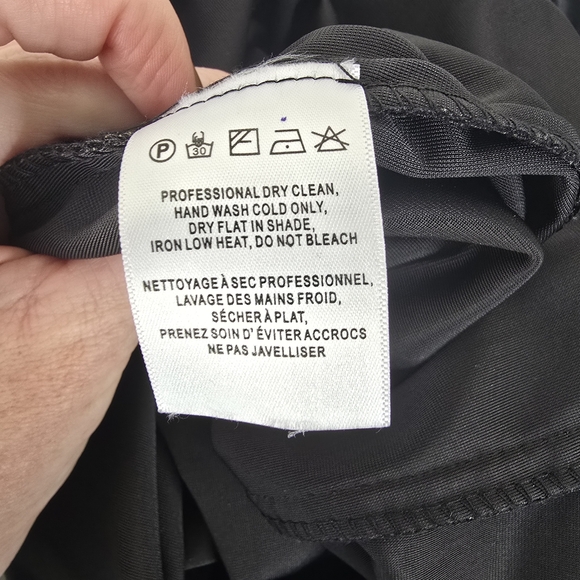 P 30
PROFESSIONAL DRY CLEAN,
HAND WASH COLD ONLY,
DRY FLAT IN SHADE,
IRON LOW HEAT, DO NOT BLEACH
NETTOYAGE À SEC PROFESSIONNEL,
LAVAGE DES MAINS FROID,
SÉCHER À PLAT,
PRENEZ SOIN D'ÉVITER ACCROCS
NE PAS JAVELLISER